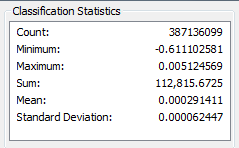 Classification Statistics
Count: 387136099
Minimum: -0.611102581
Maximum: 0.005124569
Sum: 112,815.6725
Mean: 0.000291411
Standard Deviation: 0.000062447